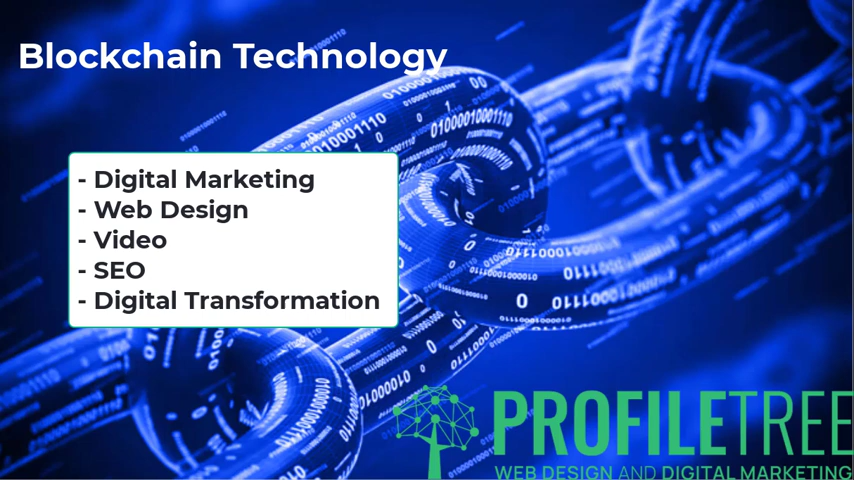 Blockchain Technology
- Digital Marketing
- Web Design
- Video
- SEO
- Digital Transformation
PROFILETREE
WEB DESIGN AND DIGITAL MARKETING